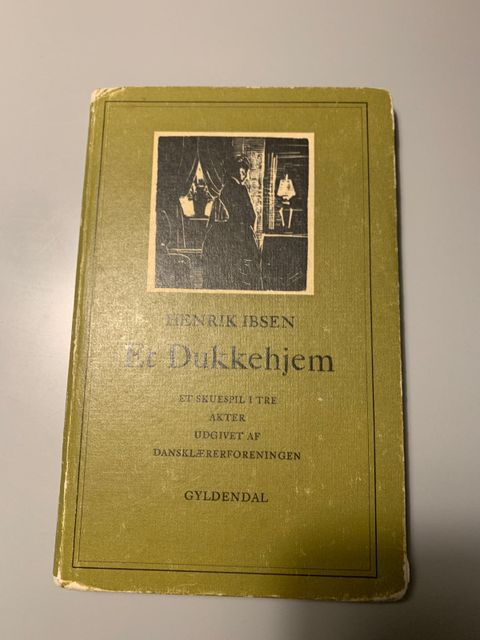 HENRIK IBSEN
Et Dukkehjem
ET SKUESPIL I TRE
AKTER
UDGIVET AF
DANSKLÆRERFORENINGEN
GYLDENDAL